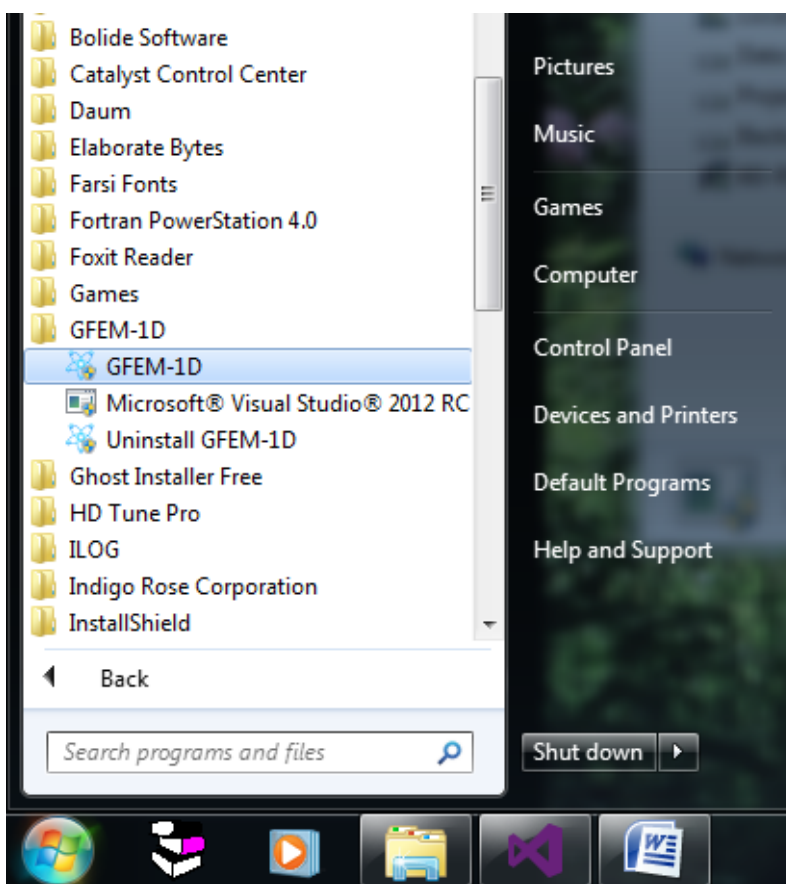 Bolide Software
Catalyst Control Center
Daum
Elaborate Bytes
Farsi Fonts
Fortran PowerStation 4.0
Foxit Reader
Games
GFEM-1D
GFEM-1D
Microsoft® Visual Studio® 2012 RC
Uninstall GFEM-1D
Ghost Installer Free
HD Tune Pro
ILOG
Indigo Rose Corporation
InstallShield
Back
Search programs and files
Pictures
Music
Games
Computer
Control Panel
Devices and Printers
Default Programs
Help and Support
Shut down
W